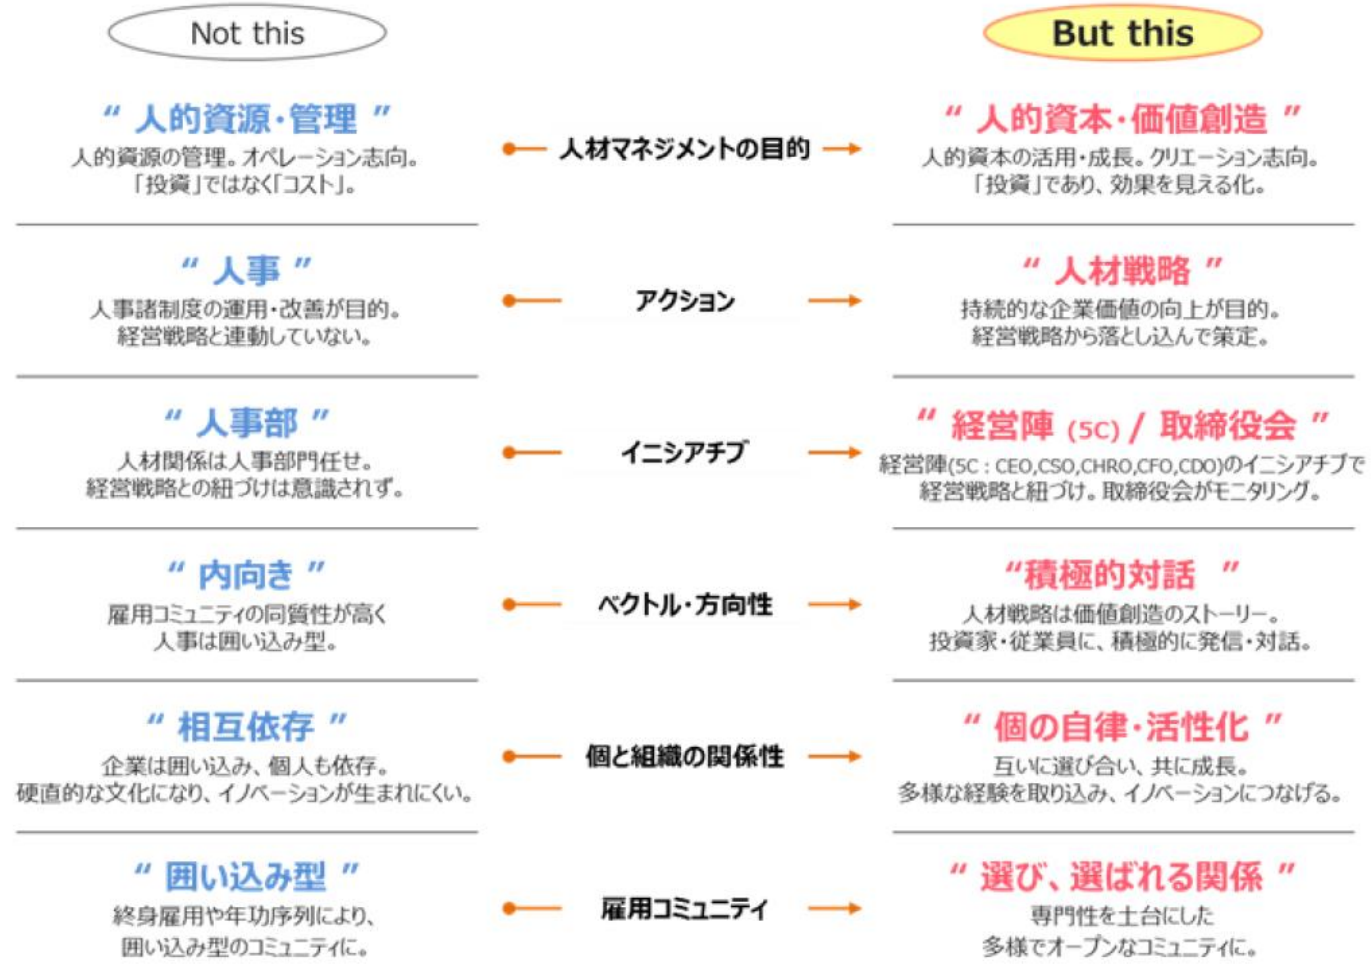 Not this
But this
“ 人的資源・管理 ”
人的資源の管理。オペレーション志向。
「投資」ではなく「コスト」。
人材マネジメントの目的
“ 人的資本・価値創造 ”
人的資本の活用・成長。クリエーション志向。
「投資」であり、効果を見える化。
“ 人事 ”
人事諸制度の運用・改善が目的。
経営戦略と連動していない。
アクション
“ 人材戦略 ”
持続的な企業価値の向上が目的。
経営戦略から落とし込んで策定。
“ 人事部 ”
人材関係は人事部門任せ。
経営戦略との紐づけは意識されず。
イニシアチブ
“ 経営陣 (5C) / 取締役会 ”
経営陣(5C : CEO,CSO,CHRO,CFO,CDO)のイニシアチブで
経営戦略と紐づけ。取締役会がモニタリング。
“ 内向き ”
雇用コミュニティの同質性が高く
人事は囲い込み型。
ベクトル・方向性
“積極的対話 ”
人材戦略は価値創造のストーリー。
投資家・従業員に、積極的に発信・対話。
“ 相互依存 ”
企業は囲い込み、個人も依存。
硬直的な文化になり、イノベーションが生まれにくい。
個と組織の関係性
“ 個の自律・活性化 ”
互いに選び合い、共に成長。
多様な経験を取り込み、イノベーションにつなげる。
“ 囲い込み型 ”
終身雇用や年功序列により、
囲い込み型のコミュニティに。
雇用コミュニティ
“ 選び、選ばれる関係 ”
専門性を土台にした
多様でオープンなコミュニティに。